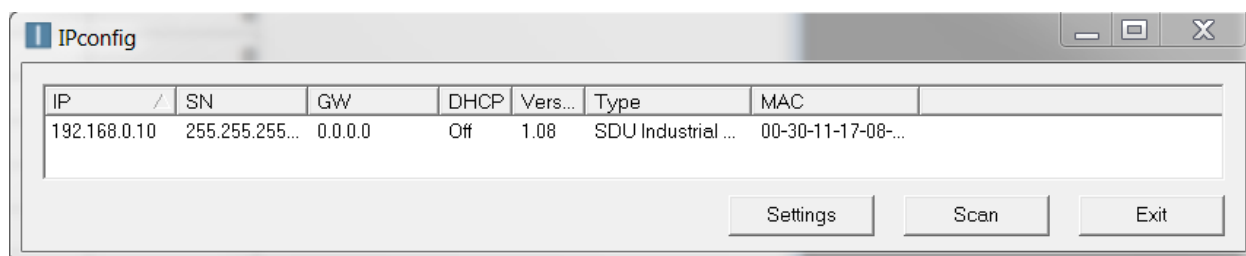 IPconfig
IP SN GW DHCP Vers... Type MAC
192.168.0.10 255.255.255... 0.0.0.0 Off 1.08 SDU Industrial ... 00-30-11-17-08-...
Settings Scan Exit